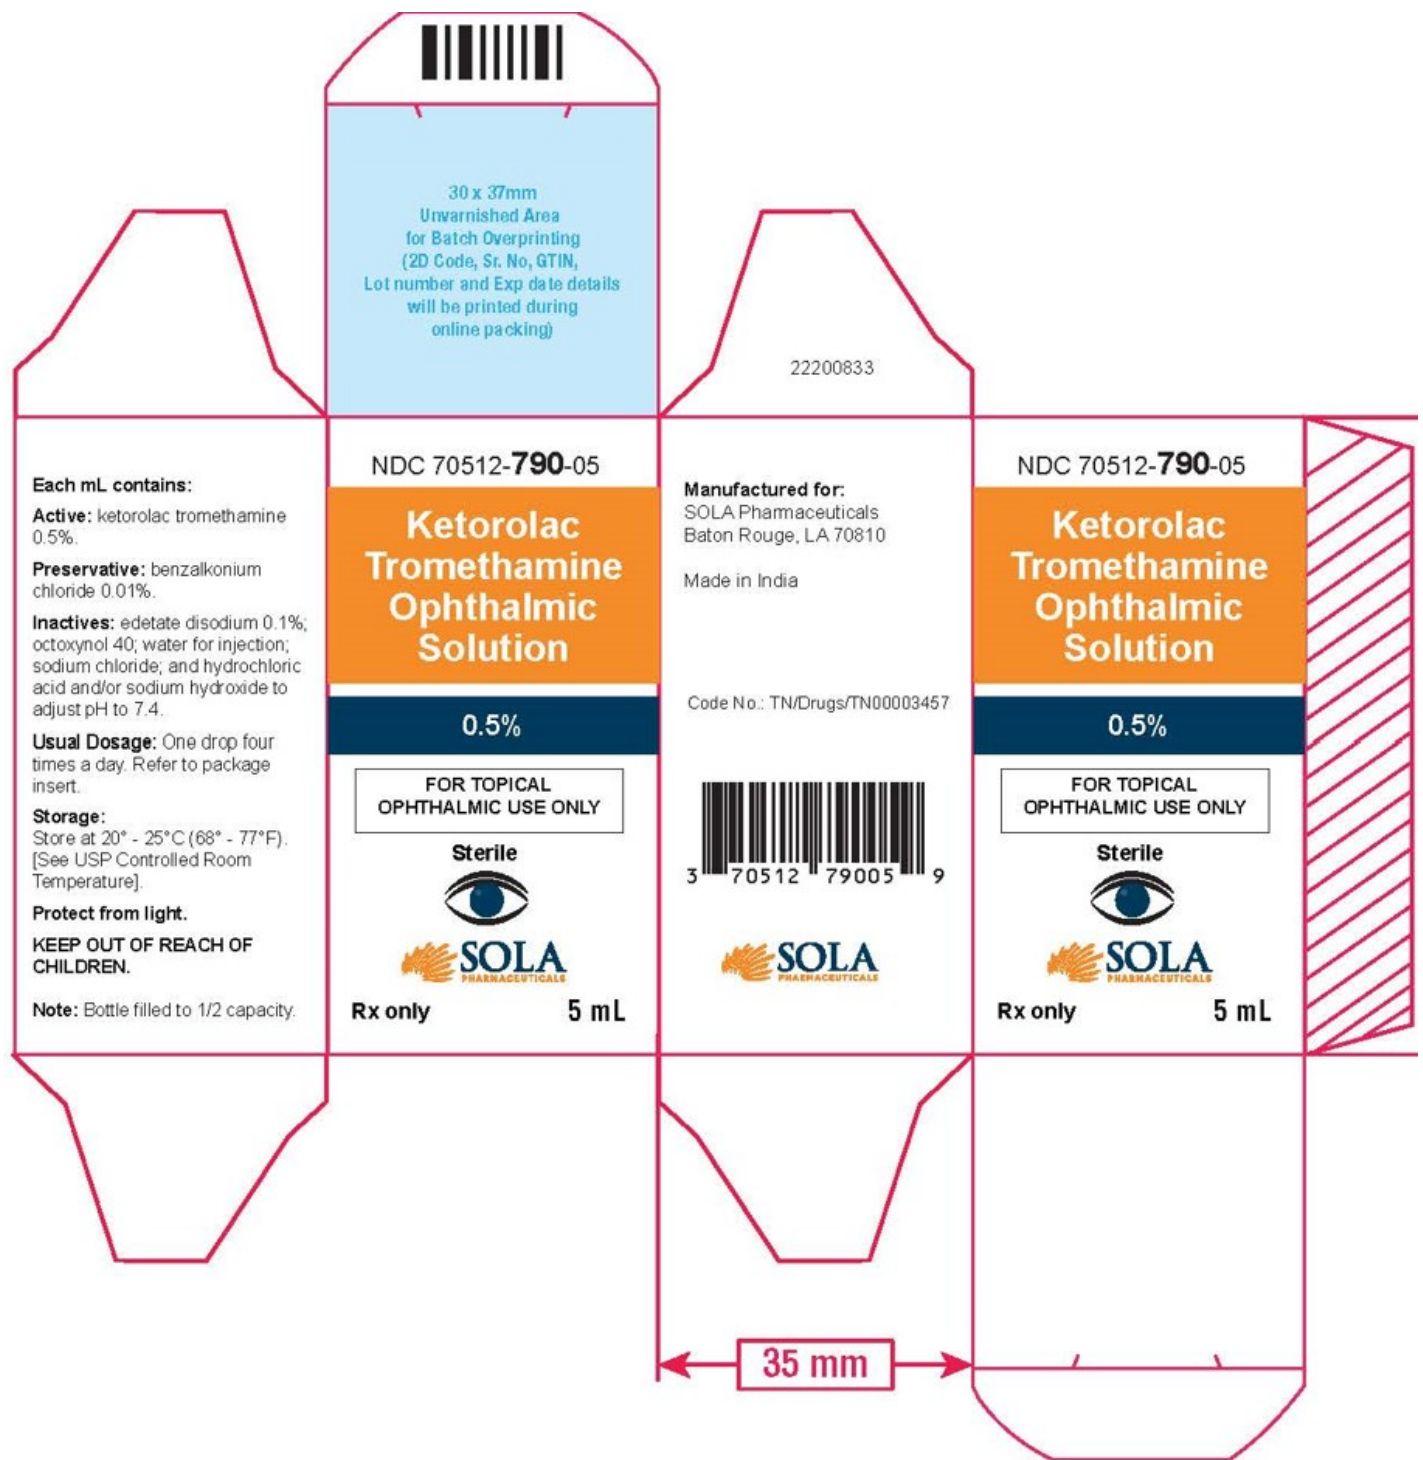 30 x 37mm
Unvarnished Area
for Batch Overprinting
(2D Code, Sr. No, GTIN,
Lot number and Exp date details
will be printed during
online packing)
22200833
Each mL contains:
Active: ketorolac tromethamine
0.5%.
Preservative: benzalkonium
chloride 0.01%.
Inactives: edetate disodium 0.1%;
octoxynol 40; water for injection;
sodium chloride; and hydrochloric
acid and/or sodium hydroxide to
adjust pH to 7.4.
Usual Dosage: One drop four
times a day. Refer to package
insert.
Storage:
Store at 20° - 25°C (68° - 77°F).
[See USP Controlled Room
Temperature].
Protect from light.
KEEP OUT OF REACH OF
CHILDREN.
Note: Bottle filled to 1/2 capacity.
NDC 70512-790-05
Ketorolac
Tromethamine
Ophthalmic
Solution
0.5%
FOR TOPICAL
OPHTHALMIC USE ONLY
Sterile
SOLA
PHARMACEUTICALS
Rx only 5 mL
Manufactured for:
SOLA Pharmaceuticals
Baton Rouge, LA 70810
Made in India
Code No.: TN/Drugs/TN00003457
3 70512 79005 9
SOLA
PHARMACEUTICALS
NDC 70512-790-05
Ketorolac
Tromethamine
Ophthalmic
Solution
0.5%
FOR TOPICAL
OPHTHALMIC USE ONLY
Sterile
SOLA
PHARMACEUTICALS
Rx only 5 mL
35 mm